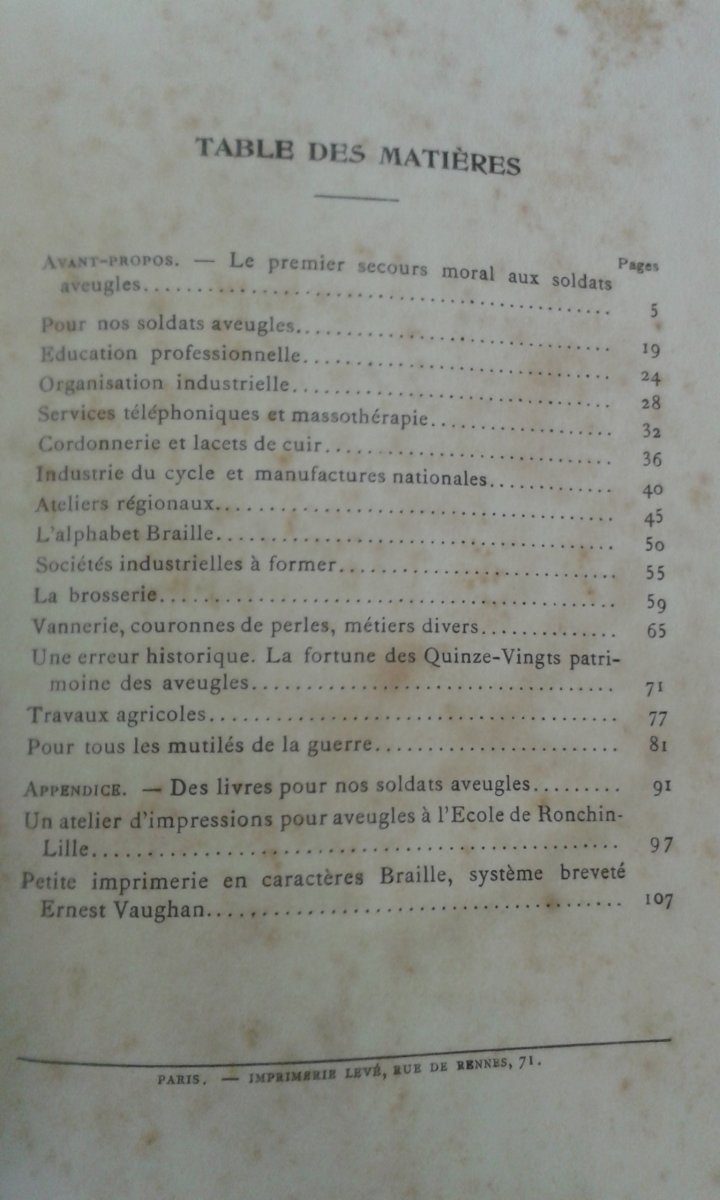 TABLE DES MATIÈRES
Pages
AVANT-PROPOS. — Le premier secours moral aux soldats
aveugles........................................ 5
Pour nos soldats aveugles........................... 19
Education professionnelle........................... 24
Organisation industrielle........................... 28
Services téléphoniques et massothérapie............. 32
Cordonnerie et lacets de cuir....................... 36
Industrie du cycle et manufactures nationales....... 40
Ateliers régionaux.................................. 45
L'alphabet Braille.................................. 50
Sociétés industrielles à former..................... 55
La brosserie........................................ 59
Vannerie, couronnes de perles, métiers divers....... 65
Une erreur historique. La fortune des Quinze-Vingts patri-
moine des aveugles.............................. 71
Travaux agricoles................................... 77
Pour tous les mutilés de la guerre.................. 81
APPENDICE. — Des livres pour nos soldats aveugles......... 91
Un atelier d'impressions pour aveugles à l'Ecole de Ronchin-
Lille........................................... 97
Petite imprimerie en caractères Braille, système breveté
Ernest Vaughan.................................. 107
PARIS. — IMPRIMERIE LEVÉ, RUE DE RENNES, 71.